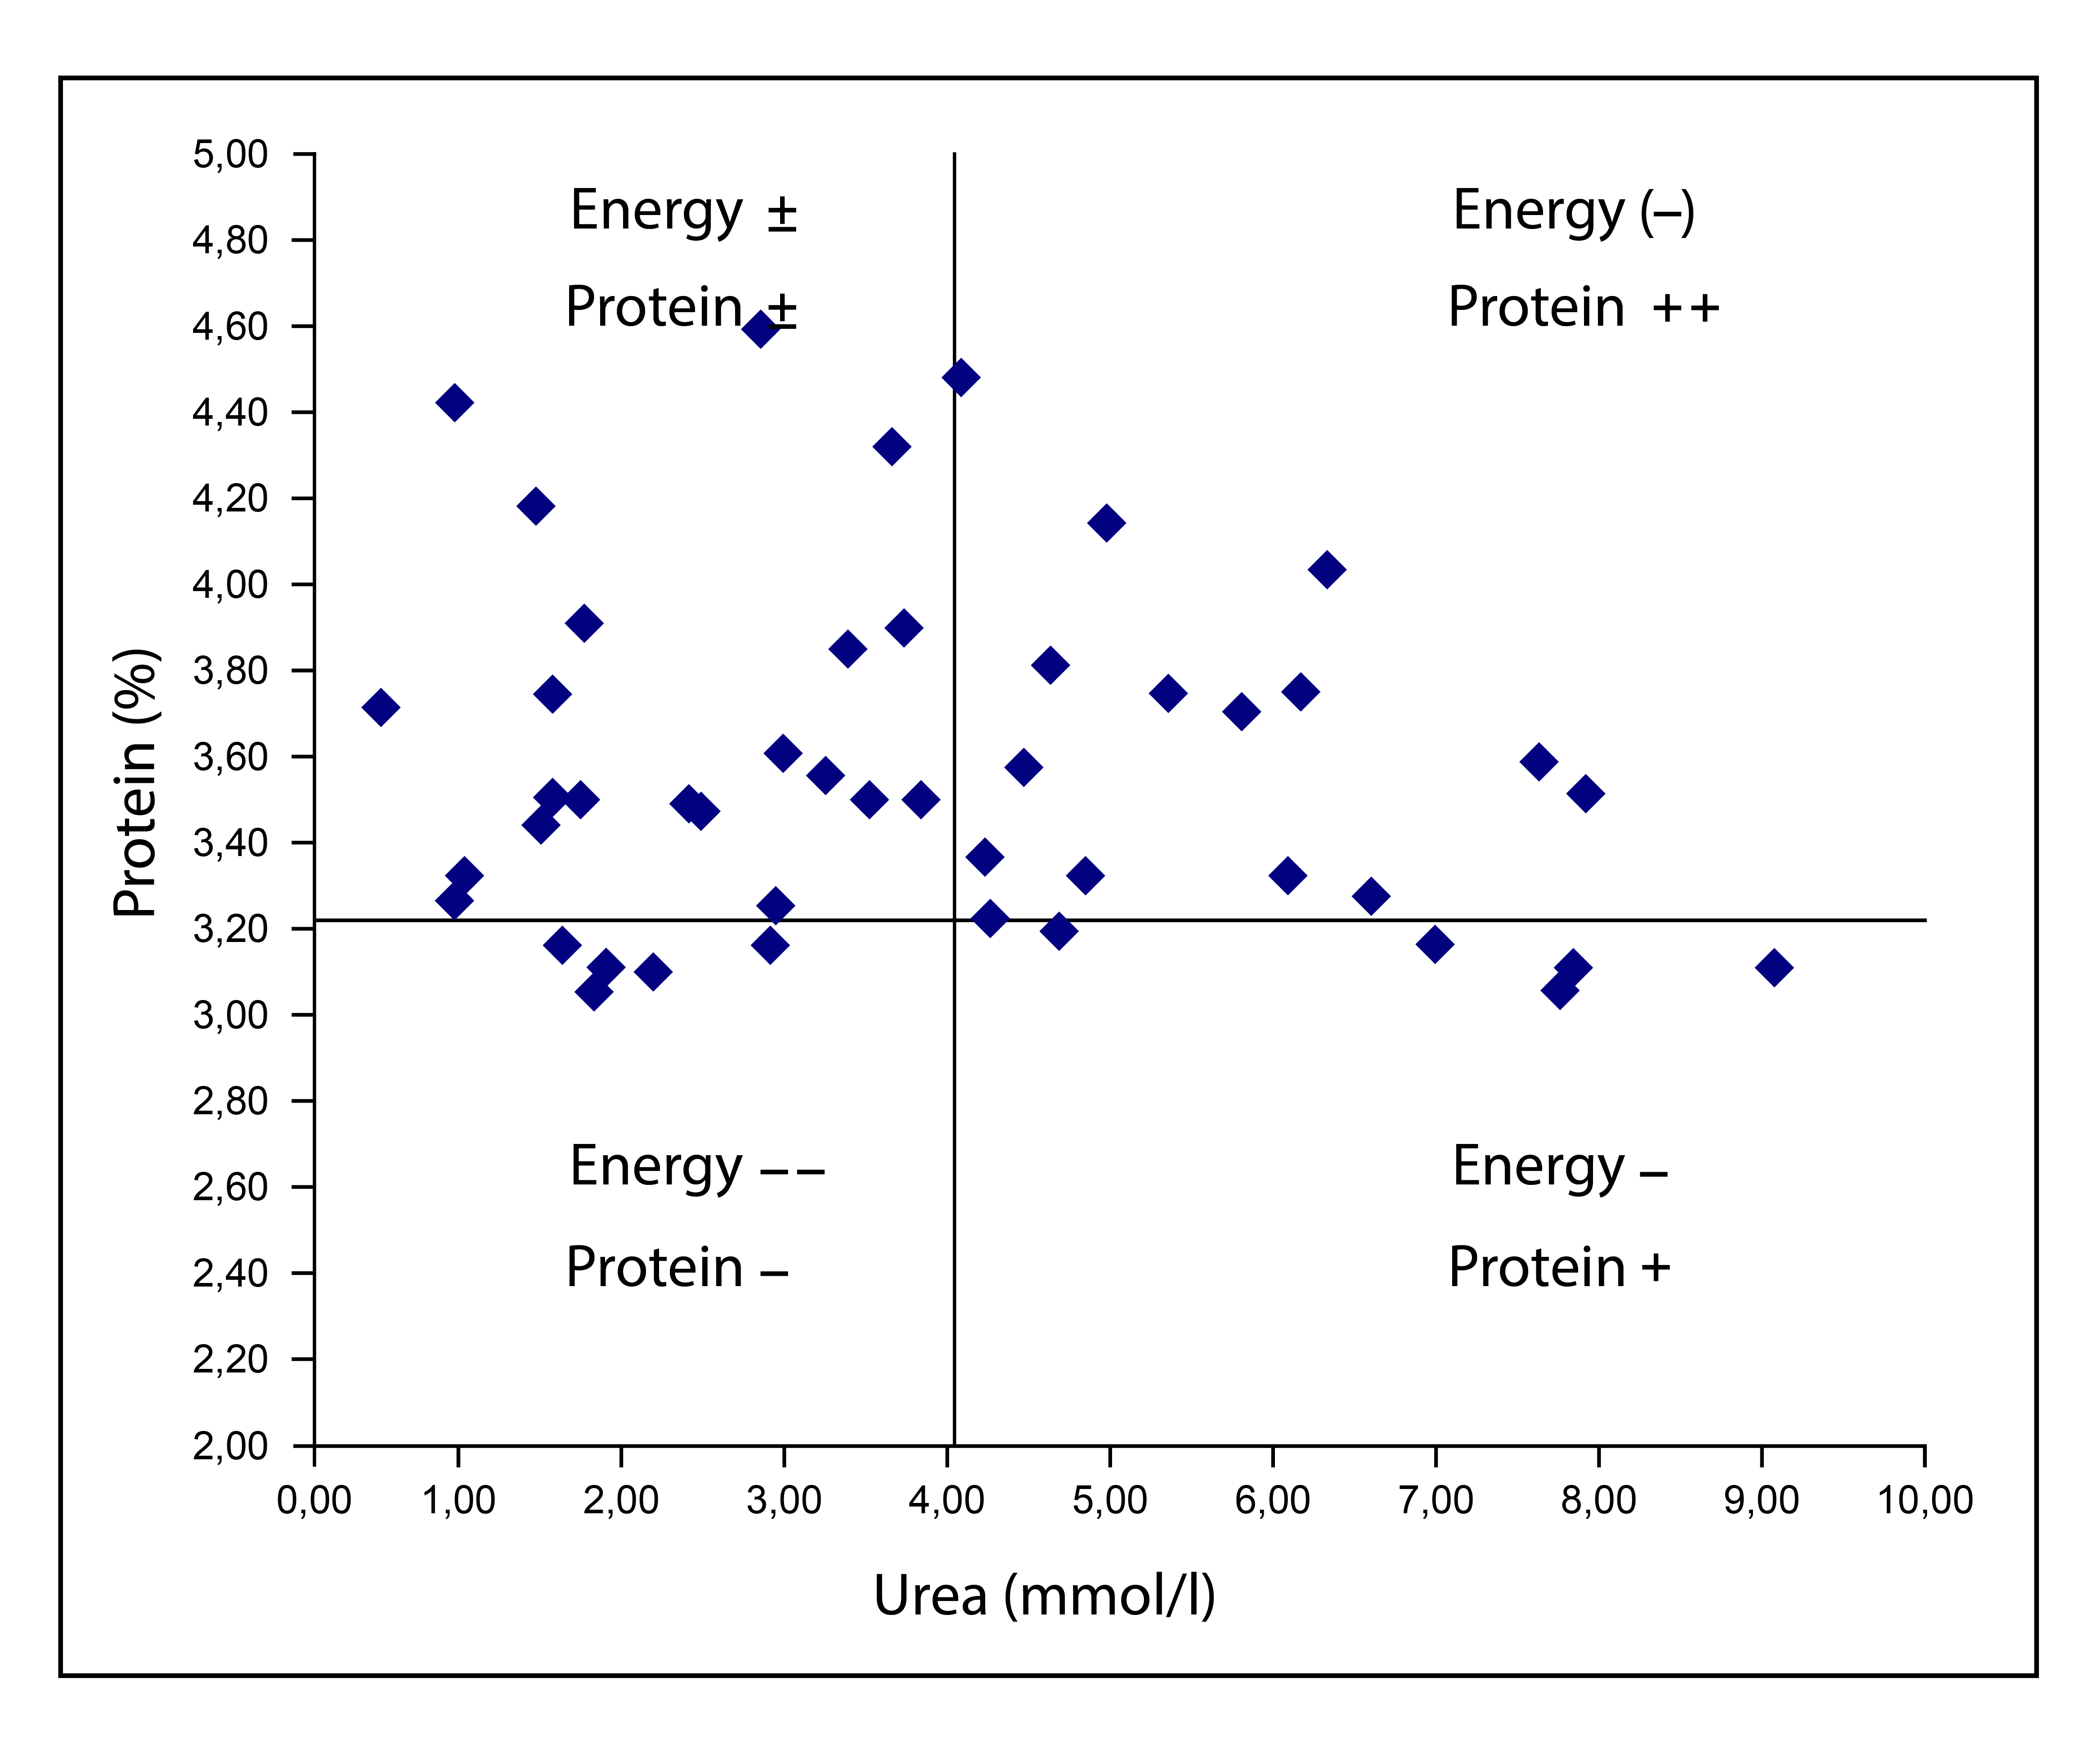 5,00
4,80
4,60
4,40
4,20
4,00
3,80
3,60
3,40
3,20
3,00
2,80
2,60
2,40
2,20
2,00
Protein (%)
Energy ±
Protein ±
Energy (–)
Protein ++
Energy – –
Protein –
Energy –
Protein +
0,00 1,00 2,00 3,00 4,00 5,00 6,00 7,00 8,00 9,00 10,00
Urea (mmol/l)